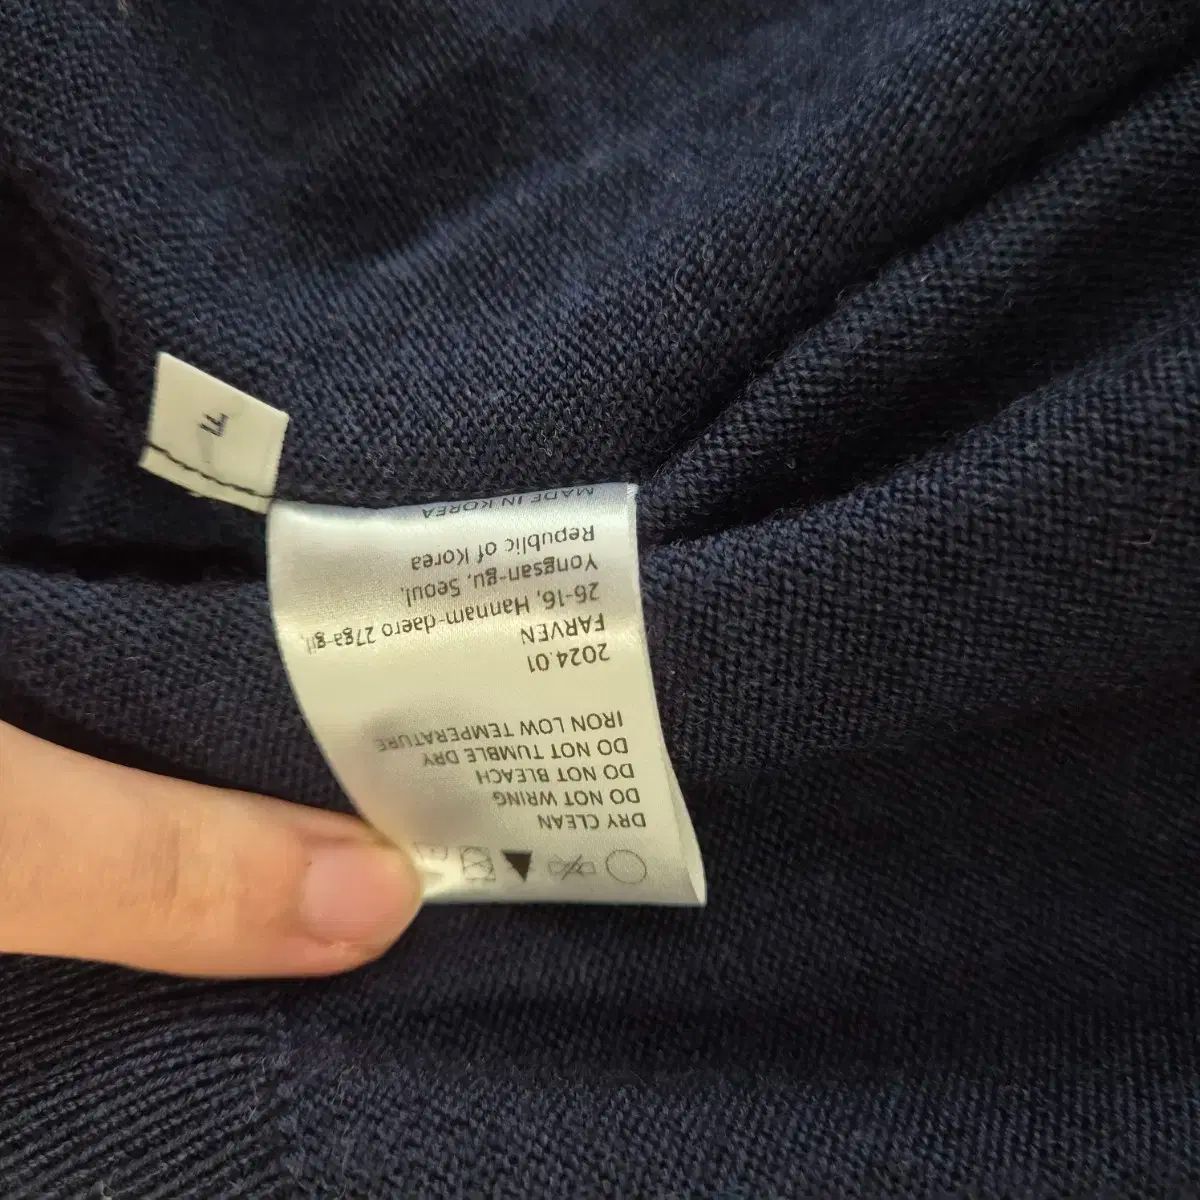 F
DRY CLEAN
DO NOT WRING
DO NOT BLEACH
DO NOT TUMBLE DRY
IRON LOW TEMPERATURE
2024.01
FARVEN
26-16, Hannam-daero 27ga-gil,
Yongsan-gu, Seoul,
Republic of Korea
MADE IN KOREA